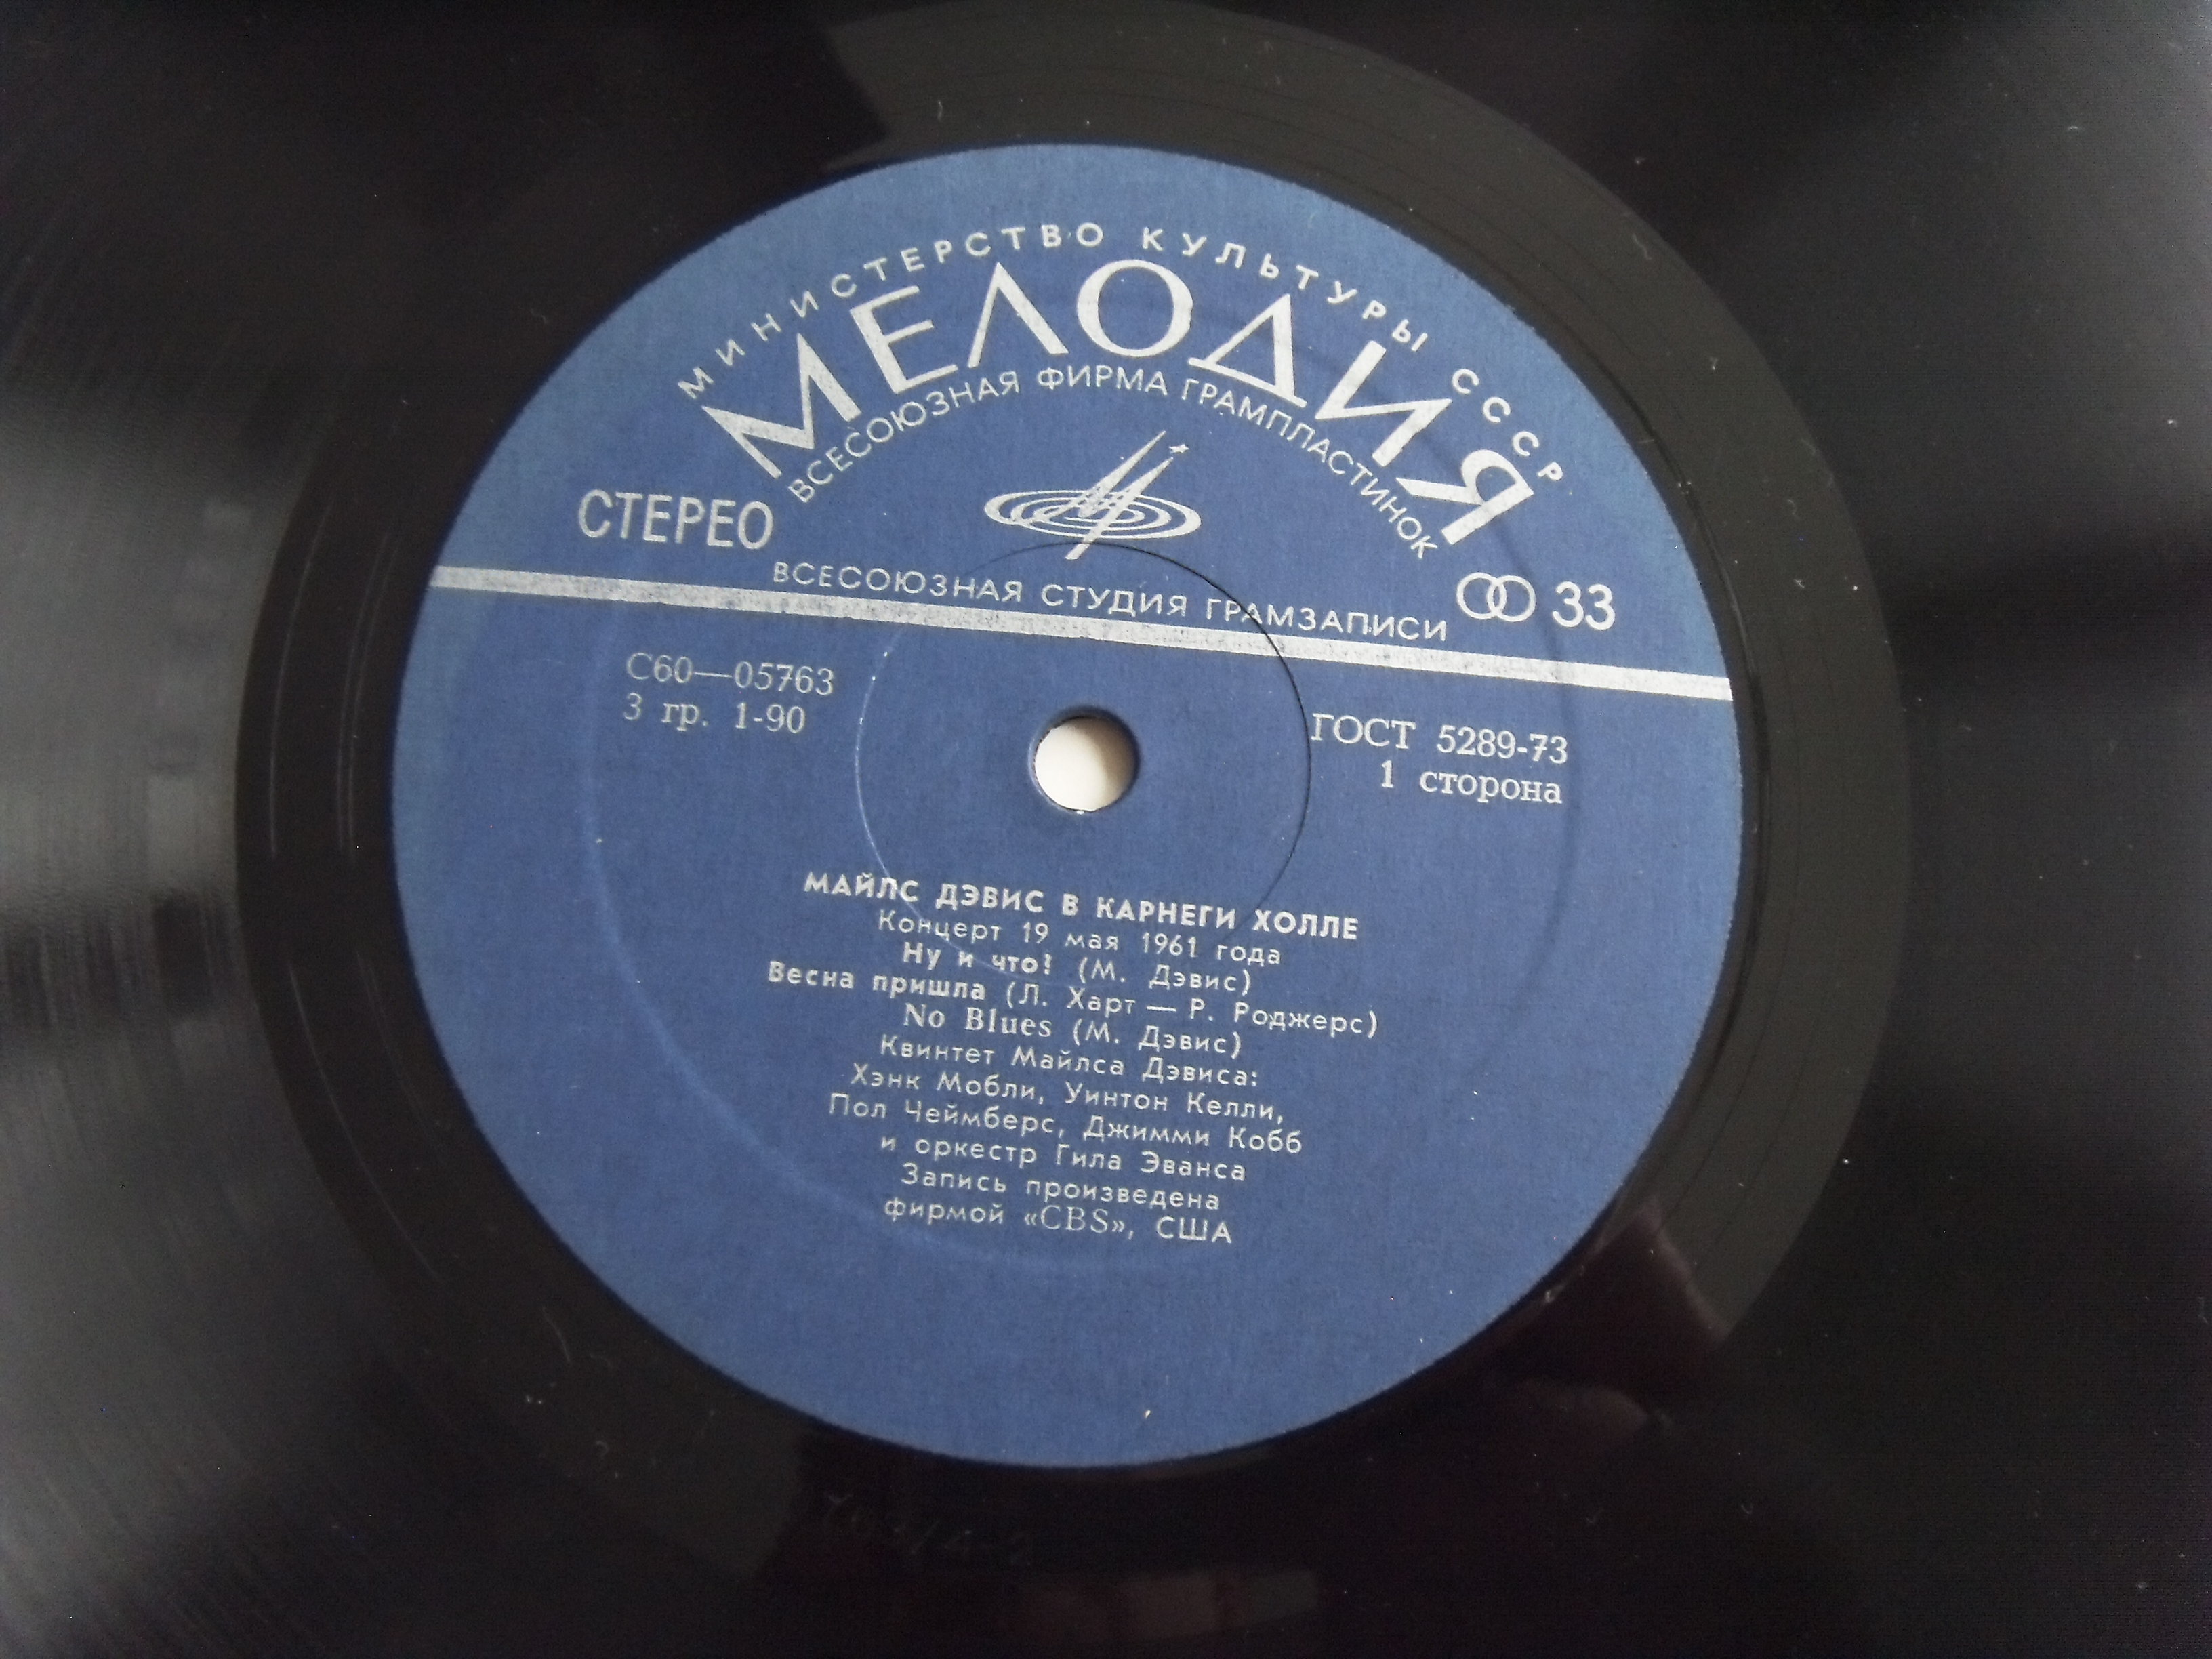 МИНИСТЕРСТВО КУЛЬТУРЫ СССР
МЕЛОДИЯ
ВСЕСОЮЗНАЯ ФИРМА ГРАМПЛАСТИНОК
СТЕРЕО
33
ВСЕСОЮЗНАЯ СТУДИЯ ГРАМЗАПИСИ
С60—05763
3 гр. 1-90
ГОСТ 5289-73
1 сторона
МАЙЛС ДЭВИС В КАРНЕГИ ХОЛЛЕ
Концерт 19 мая 1961 года
Ну и что! (М. Дэвис)
Весна пришла (Л. Харт — Р. Роджерс)
No Blues (М. Дэвис)
Квинтет Майлса Дэвиса:
Хэнк Мобли, Уинтон Келли,
Пол Чеймберс, Джимми Кобб
и оркестр Гила Эванса
Запись произведена
фирмой «CBS», США